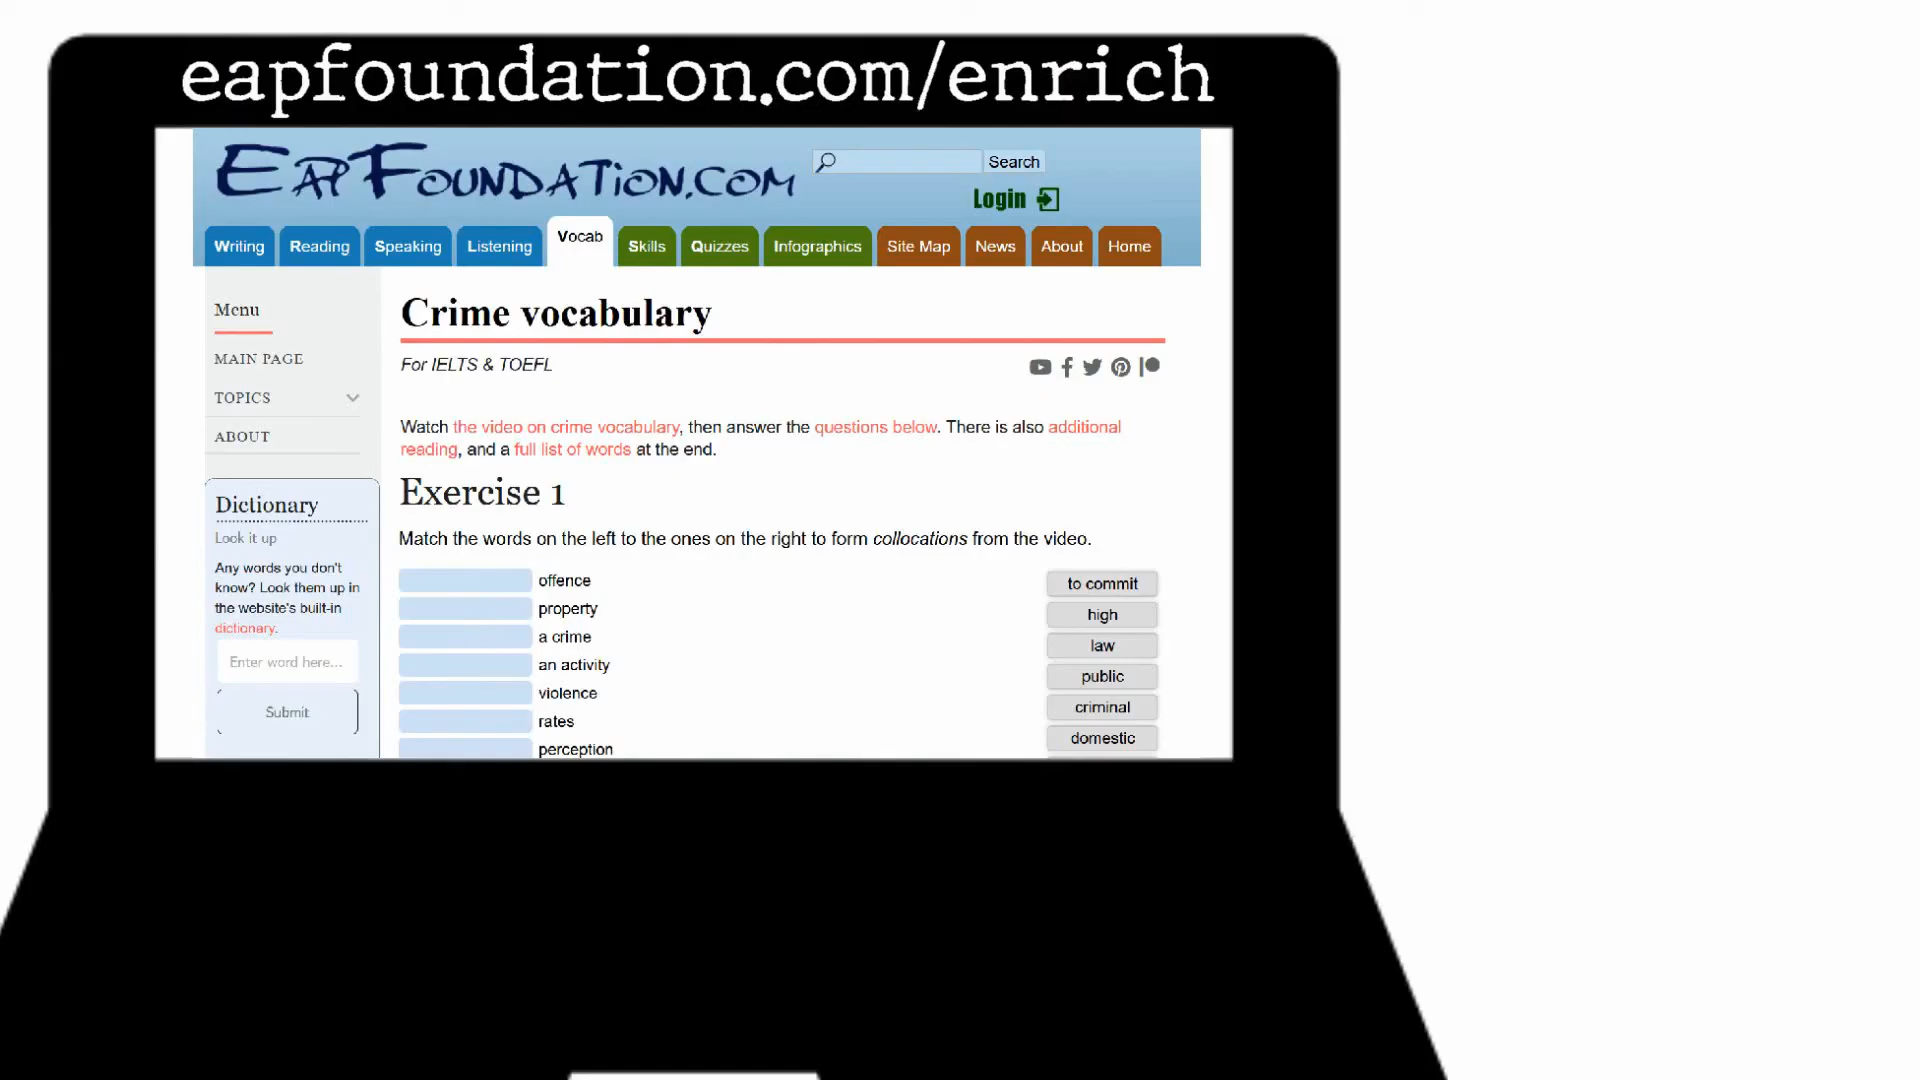 eapfoundation.com/enrich
EapFoundation.com
Search
Login
Writing Reading Speaking Listening Vocab Skills Quizzes Infographics Site Map News About Home
Menu
MAIN PAGE
TOPICS
ABOUT
Dictionary
Look it up
Any words you don't
know? Look them up in
the website's built-in
dictionary.
Enter word here...
Submit
Crime vocabulary
For IELTS & TOEFL
Watch the video on crime vocabulary, then answer the questions below. There is also additional
reading, and a full list of words at the end.
Exercise 1
Match the words on the left to the ones on the right to form collocations from the video.
offence
property
a crime
an activity
violence
rates
perception
to commit
high
law
public
criminal
domestic